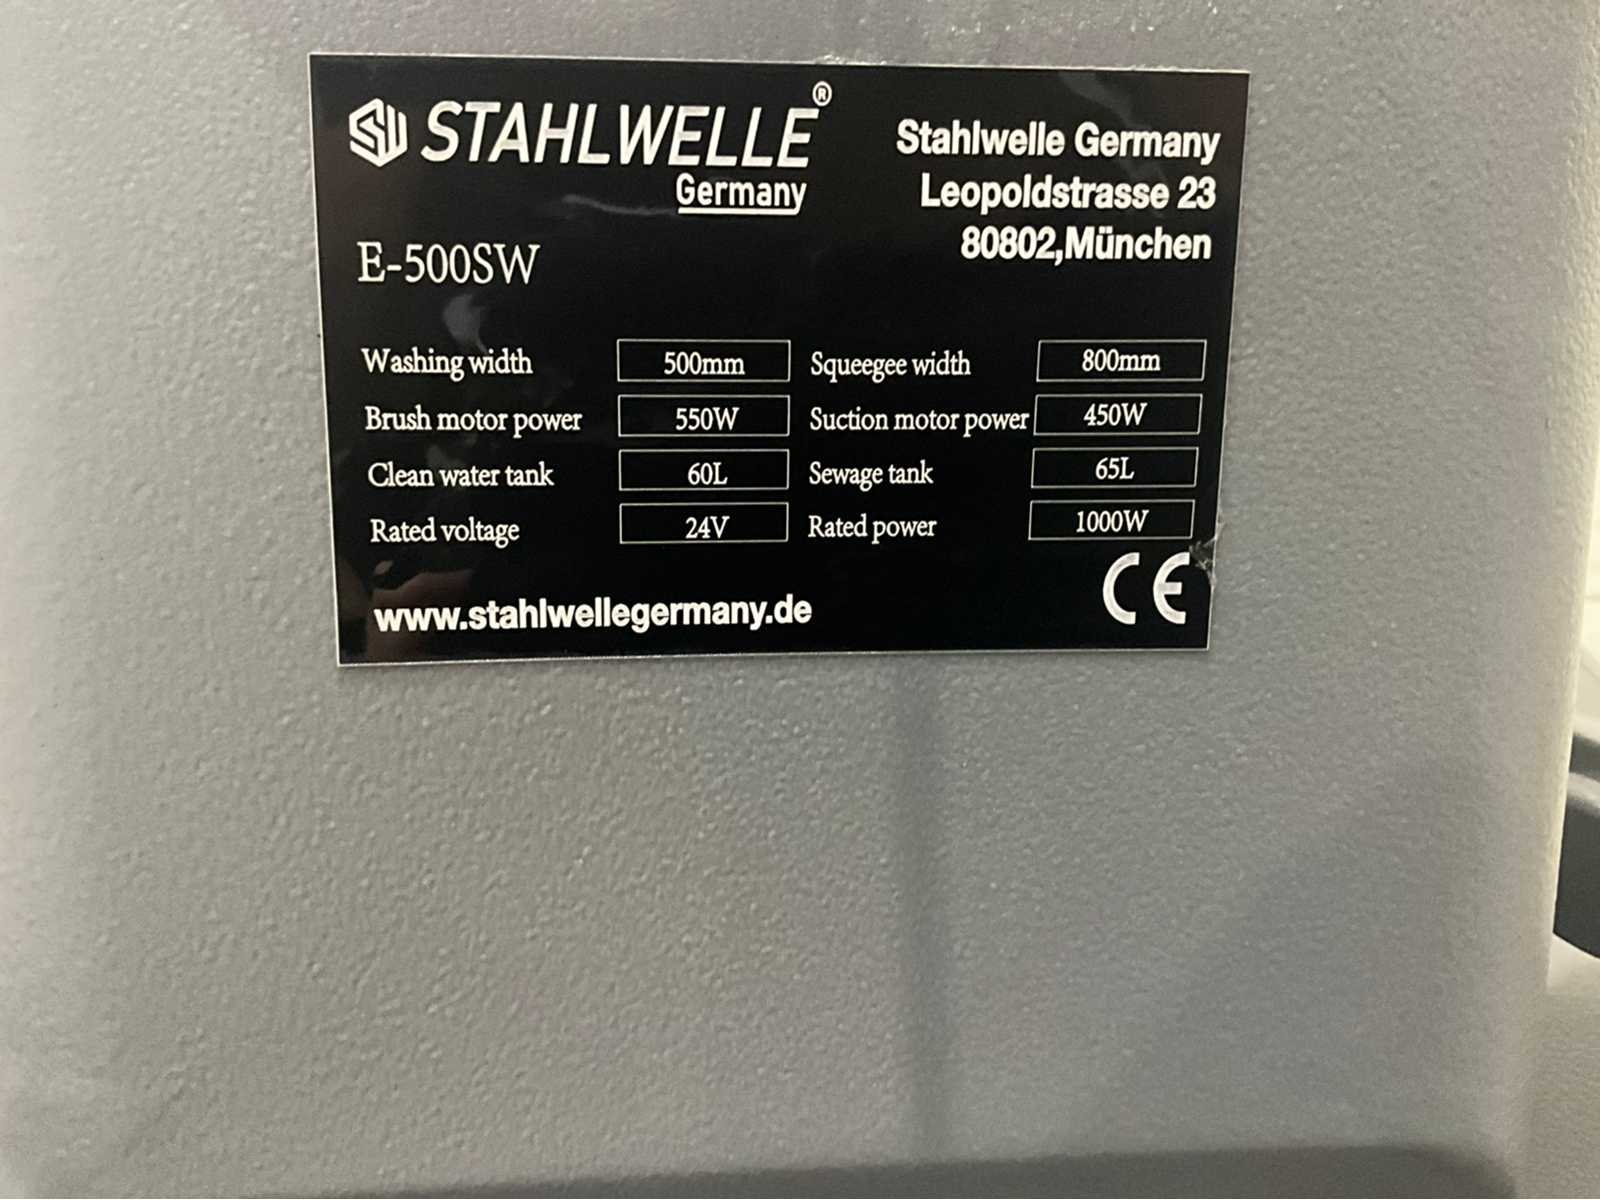 SW STAHLWELLE®
Germany
Stahlwelle Germany
Leopoldstrasse 23
80802,München
E-500SW
Washing width 500mm Squeegee width 800mm
Brush motor power 550W Suction motor power 450W
Clean water tank 60L Sewage tank 65L
Rated voltage 24V Rated power 1000W
www.stahlwellegermany.de CE